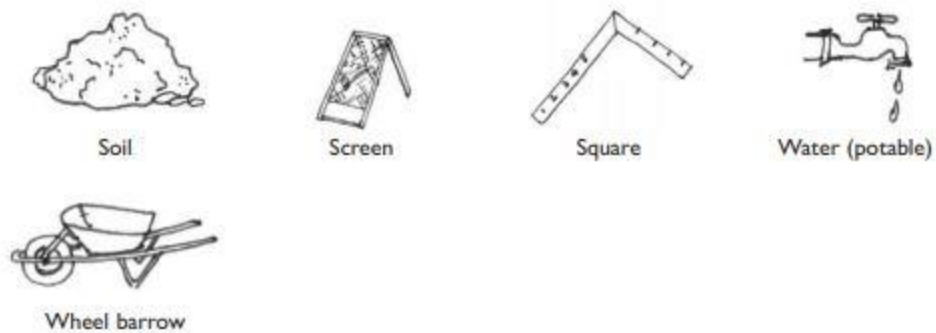 Soil
Screen
Square
Water (potable)
Wheel barrow